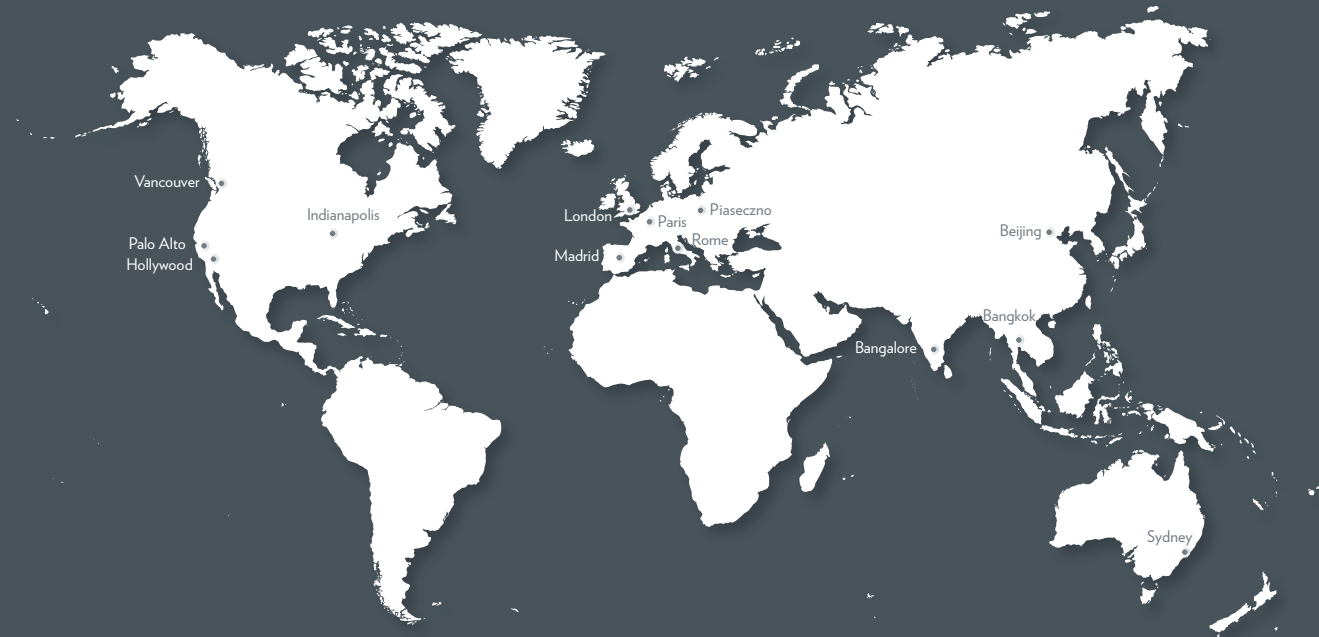 Vancouver
Indianapolis
Palo Alto
Hollywood
London
Paris
Piaseczno
Rome
Madrid
Beijing
Bangkok
Bangalore
Sydney